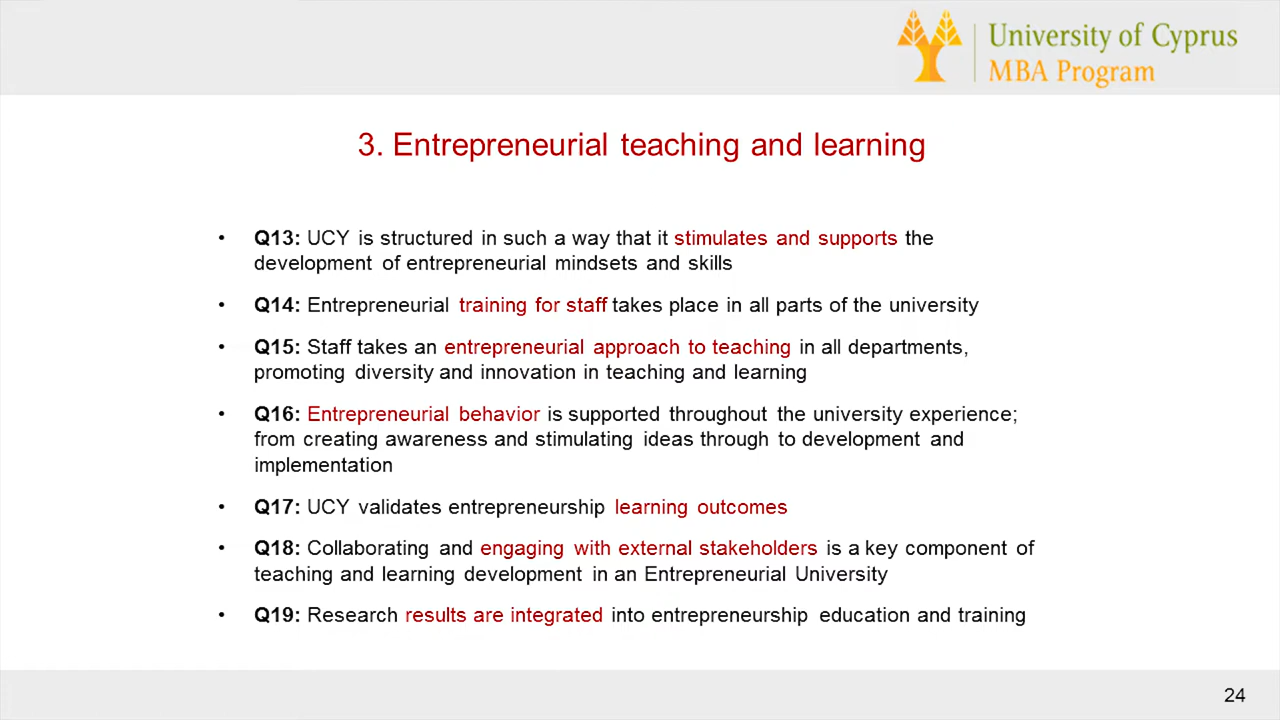 University of Cyprus
MBA Program
3. Entrepreneurial teaching and learning
• Q13: UCY is structured in such a way that it stimulates and supports the
development of entrepreneurial mindsets and skills
• Q14: Entrepreneurial training for staff takes place in all parts of the university
• Q15: Staff takes an entrepreneurial approach to teaching in all departments,
promoting diversity and innovation in teaching and learning
• Q16: Entrepreneurial behavior is supported throughout the university experience;
from creating awareness and stimulating ideas through to development and
implementation
• Q17: UCY validates entrepreneurship learning outcomes
• Q18: Collaborating and engaging with external stakeholders is a key component of
teaching and learning development in an Entrepreneurial University
• Q19: Research results are integrated into entrepreneurship education and training
24